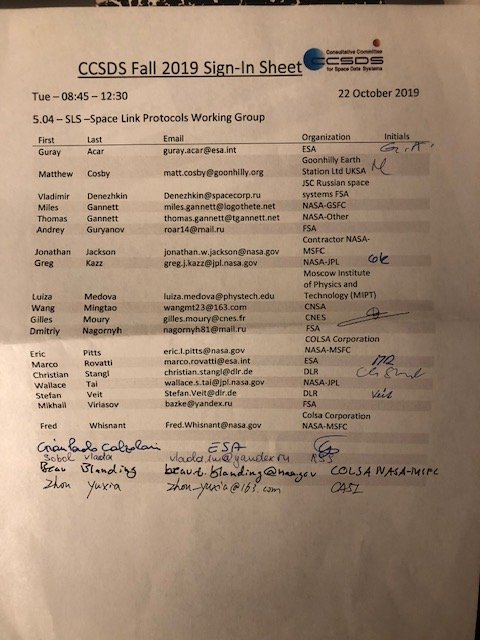 Consultative Committee
CCSDS
for Space Data Systems
CCSDS Fall 2019 Sign-In Sheet
Tue – 08:45 – 12:30 22 October 2019
5.04 – SLS –Space Link Protocols Working Group
First Last Email Organization Initials
Guray Acar guray.acar@esa.int ESA G.A.
Goonhilly Earth
Matthew Cosby matt.cosby@goonhilly.org Station Ltd UKSA
JSC Russian space
Vladimir Denezhkin Denezhkin@spacecorp.ru systems FSA
Miles Gannett miles.gannett@logothete.net NASA-GSFC
Thomas Gannett thomas.gannett@tgannett.net NASA-Other
Andrey Guryanov roar14@mail.ru FSA
Contractor NASA-
Jonathan Jackson jonathan.w.jackson@nasa.gov MSFC
Greg Kazz greg.j.kazz@jpl.nasa.gov NASA-JPL GK
Moscow Institute
of Physics and
Luiza Medova luiza.medova@phystech.edu Technology (MIPT)
Wang Mingtao wangmt23@163.com CNSA
Gilles Moury gilles.moury@cnes.fr CNES
Dmitriy Nagornyh nagornyh81@mail.ru FSA
COLSA Corporation
Eric Pitts eric.l.pitts@nasa.gov NASA-MSFC
Marco Rovatti marco.rovatti@esa.int ESA MR
Christian Stangl christian.stangl@dlr.de DLR
Wallace Tai wallace.s.tai@jpl.nasa.gov NASA-JPL
Stefan Veit Stefan.Veit@dlr.de DLR Veit
Mikhail Viriasov bazke@yandex.ru FSA
Colsa Corporation
Fred Whisnant Fred.Whisnant@nasa.gov NASA-MSFC
GianPaolo Calzolari ESA
Sobol Vlada RSS
Beau Blanding beau.t.blanding@nasa.gov COLSA NASA-MSFC
Zhou Yuxia zhou_yuxia@163.com CASI